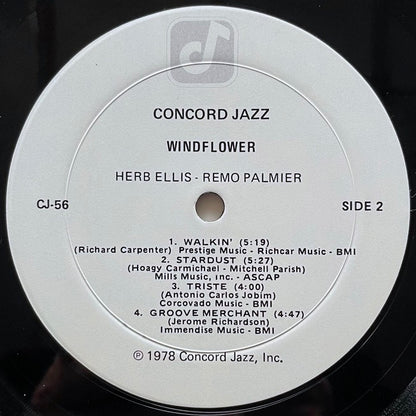 CONCORD JAZZ
WINDFLOWER
HERB ELLIS - REMO PALMIER
CJ-56
SIDE 2
1. WALKIN' (5:19)
(Richard Carpenter) Prestige Music - Richcar Music - BMI
2. STARDUST (5:27)
(Hoagy Carmichael - Mitchell Parish)
Mills Music, inc. - ASCAP
3. TRISTE (4:00)
(Antonio Carlos Jobim)
Corcovado Music - BMI
4. GROOVE MERCHANT (4:47)
(Jerome Richardson)
Immendise Music - BMI
℗ 1978 Concord Jazz, Inc.